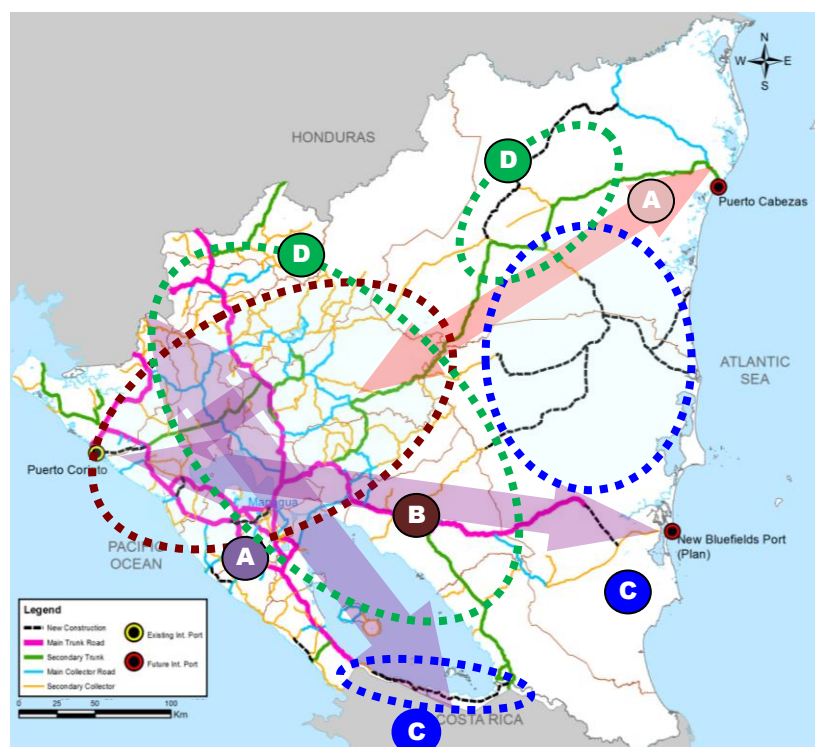 N
W E
S
HONDURAS
D
A
Puerto Cabezas
D
ATLANTIC
SEA
Puerto Corinto
Managua
B
PACIFIC
OCEAN
A
New Bluefields Port
(Plan)
C
Legend
New Construction
Main Trunk Road
Secondary Trunk
Main Collector Road
Secondary Collector
Existing Int. Port
Future Int. Port
0 50 100
Km
C
COSTA RICA